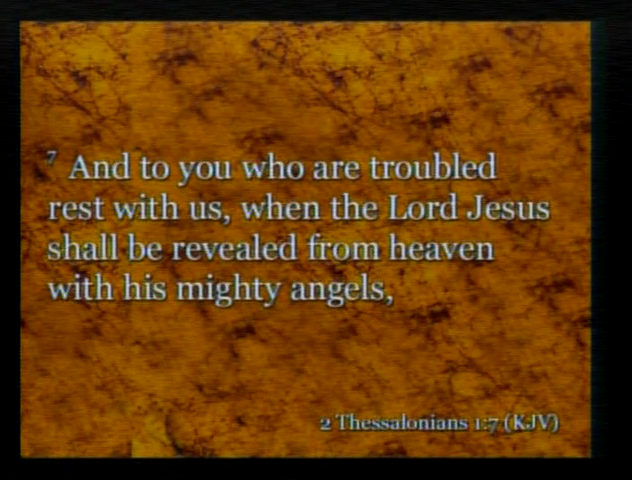 7 And to you who are troubled
rest with us, when the Lord Jesus
shall be revealed from heaven
with his mighty angels,
2 Thessalonians 1:7 (KJV)